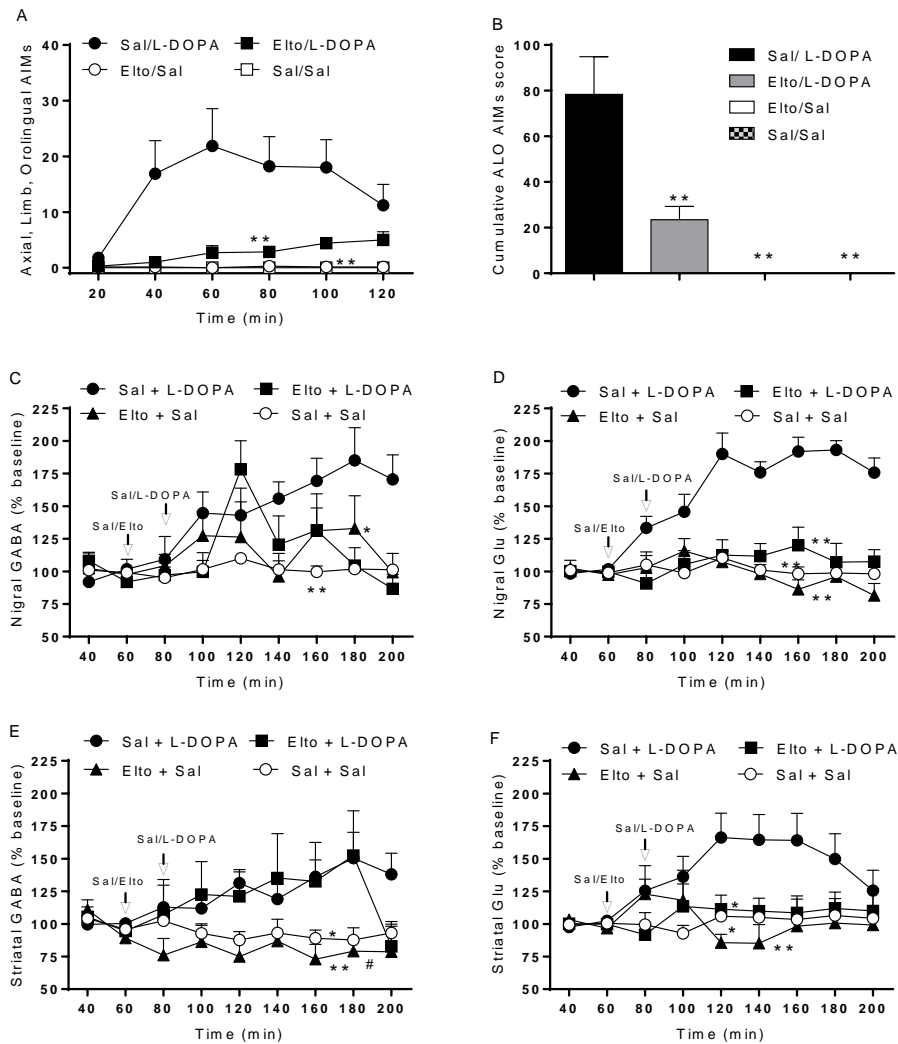 A
Sal/L-DOPA Elto/L-DOPA
Elto/Sal Sal/Sal
Axial, Limb, Orolingual AIMs
40
30
20
10
0
**
**
20 40 60 80 100 120
Time (min)
B
Cumulative ALO AIMs score
100
80
60
40
20
0
Sal/ L-DOPA
Elto/L-DOPA
Elto/Sal
Sal/Sal
**
** **
C
Sal + L-DOPA Elto + L-DOPA
Elto + Sal Sal + Sal
Nigral GABA (% baseline)
225
200
175
150
125
100
75
50
Sal/L-DOPA
Sal/Elto
*
**
40 60 80 100 120 140 160 180 200
Time (min)
D
Sal + L-DOPA Elto + L-DOPA
Elto + Sal Sal + Sal
Nigral Glu (% baseline)
225
200
175
150
125
100
75
50
Sal/L-DOPA
Sal/Elto
**
**
**
40 60 80 100 120 140 160 180 200
Time (min)
E
Sal + L-DOPA Elto + L-DOPA
Elto + Sal Sal + Sal
Striatal GABA (% baseline)
225
200
175
150
125
100
75
50
Sal/L-DOPA
Sal/Elto
*
** #
40 60 80 100 120 140 160 180 200
Time (min)
F
Sal + L-DOPA Elto + L-DOPA
Elto + Sal Sal + Sal
Striatal Glu (% baseline)
225
200
175
150
125
100
75
50
Sal/L-DOPA
Sal/Elto
*
*
**
40 60 80 100 120 140 160 180 200
Time (min)